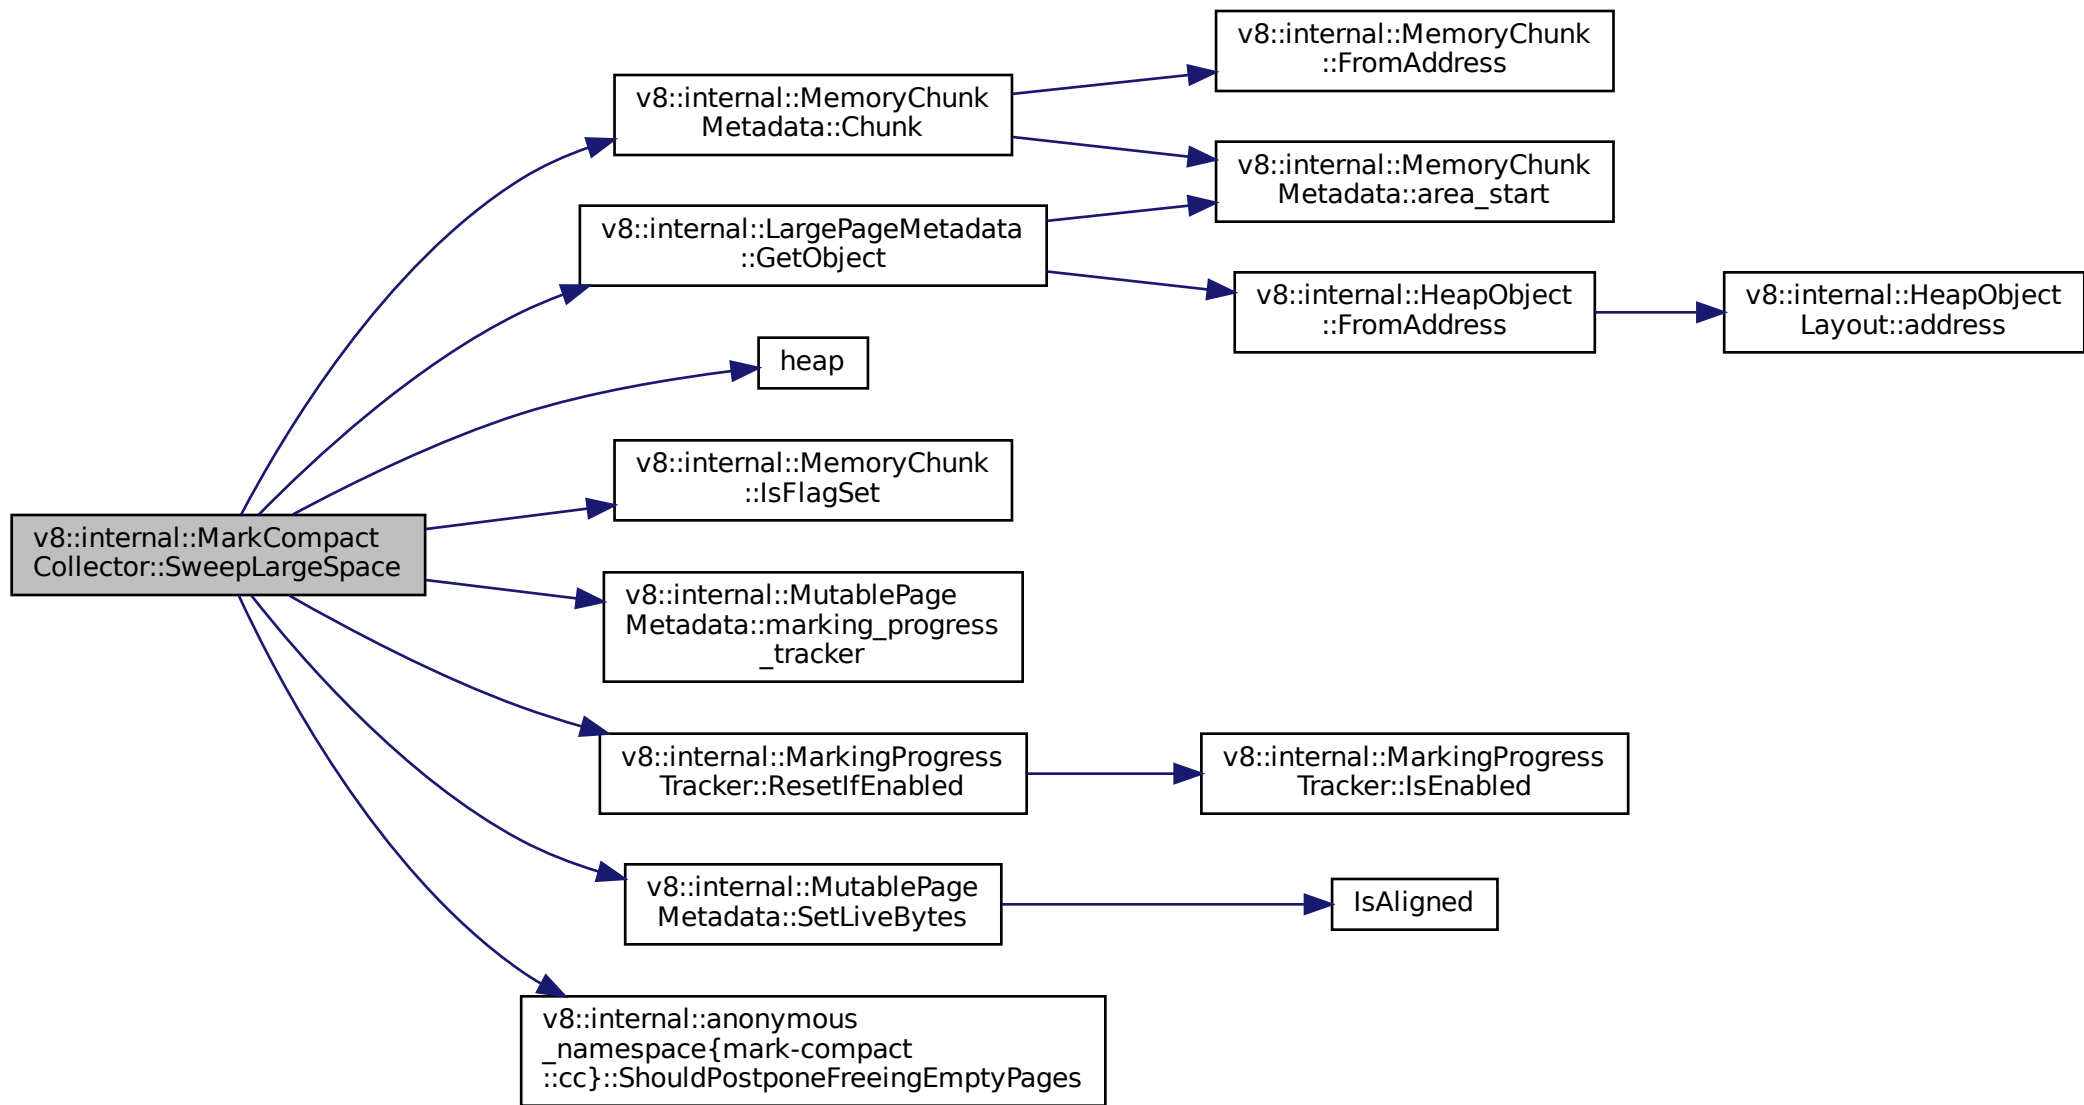 v8::internal::MarkCompact
Collector::SweepLargeSpace
v8::internal::MemoryChunk
Metadata::Chunk
v8::internal::MemoryChunk
::FromAddress
v8::internal::MemoryChunk
Metadata::area_start
v8::internal::LargePageMetadata
::GetObject
v8::internal::HeapObject
::FromAddress
v8::internal::HeapObject
Layout::address
heap
v8::internal::MemoryChunk
::IsFlagSet
v8::internal::MutablePage
Metadata::marking_progress
_tracker
v8::internal::MarkingProgress
Tracker::ResetIfEnabled
v8::internal::MarkingProgress
Tracker::IsEnabled
v8::internal::MutablePage
Metadata::SetLiveBytes
IsAligned
v8::internal::anonymous
_namespace{mark-compact
::cc}::ShouldPostponeFreeingEmptyPages